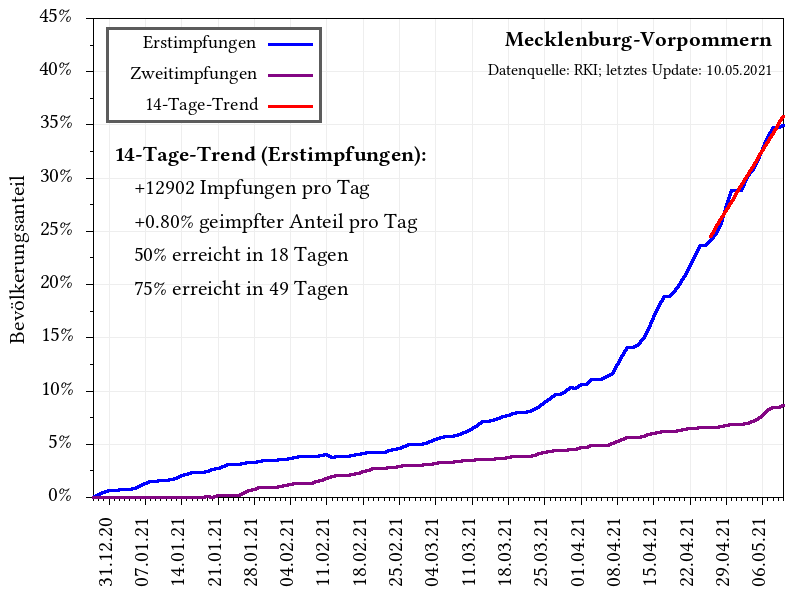 Mecklenburg-Vorpommern
Datenquelle: RKI; letztes Update: 10.05.2021
Erstimpfungen
Zweitimpfungen
14-Tage-Trend
14-Tage-Trend (Erstimpfungen):
+12902 Impfungen pro Tag
+0.80% geimpfter Anteil pro Tag
50% erreicht in 18 Tagen
75% erreicht in 49 Tagen
Bevölkerungsanteil
45%
40%
35%
30%
25%
20%
15%
10%
5%
0%
31.12.20
07.01.21
14.01.21
21.01.21
28.01.21
04.02.21
11.02.21
18.02.21
25.02.21
04.03.21
11.03.21
18.03.21
25.03.21
01.04.21
08.04.21
15.04.21
22.04.21
29.04.21
06.05.21